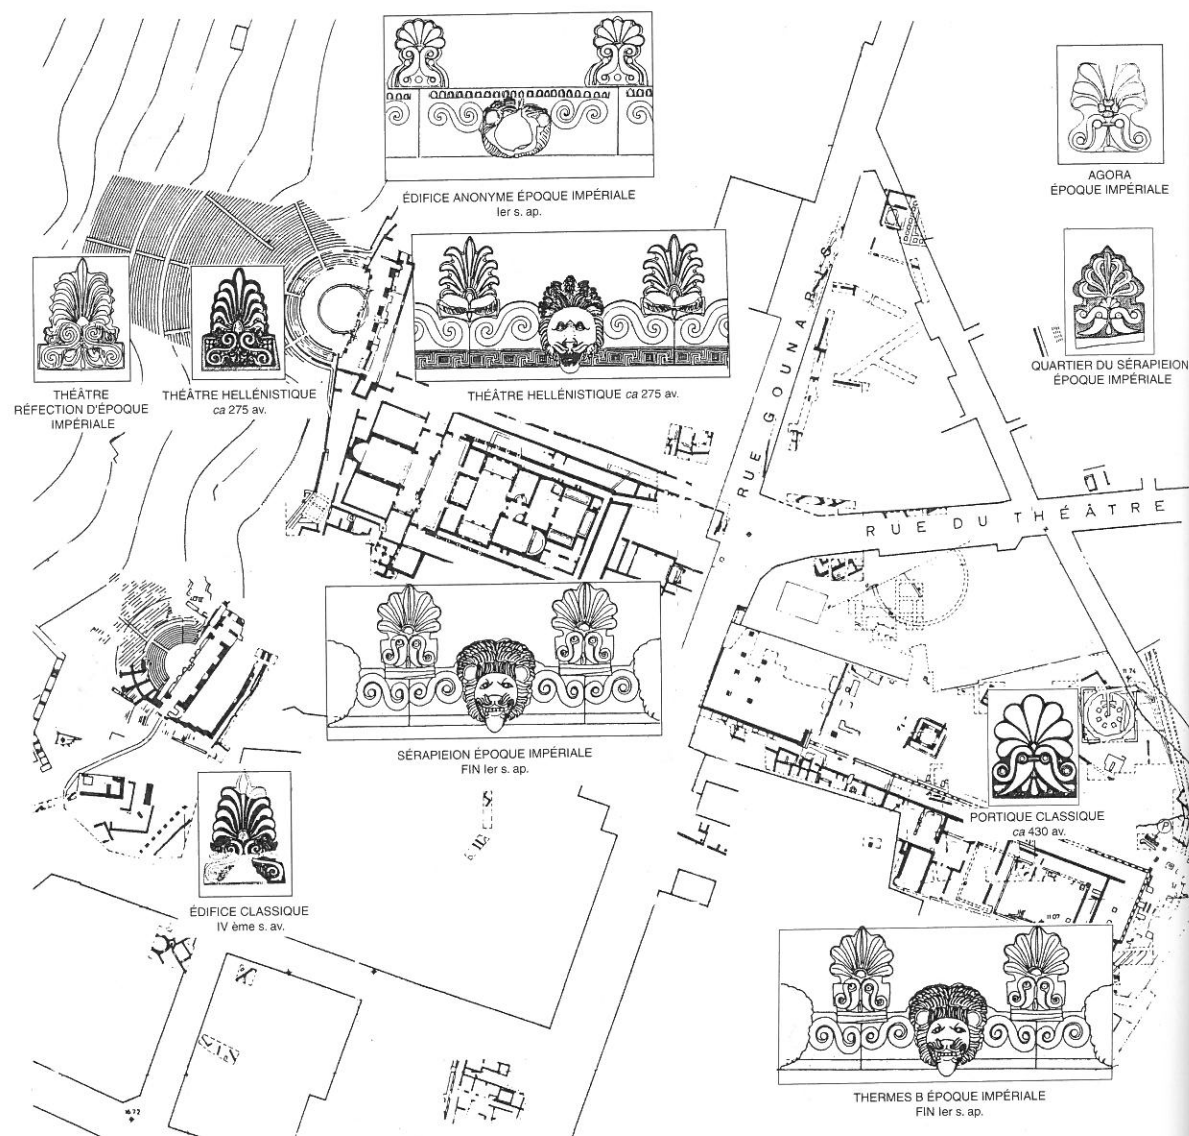 ÉDIFICE ANONYME ÉPOQUE IMPÉRIALE
Ier s. ap.
AGORA
ÉPOQUE IMPÉRIALE
QUARTIER DU SÉRAPIEION
ÉPOQUE IMPÉRIALE
THÉÂTRE
RÉFECTION D'ÉPOQUE
IMPÉRIALE
THÉÂTRE HELLÉNISTIQUE
ca 275 av.
THÉÂTRE HELLÉNISTIQUE ca 275 av.
RUE GOUNARIS
RUE DU THÉÂTRE
SÉRAPIEION ÉPOQUE IMPÉRIALE
FIN Ier s. ap.
PORTIQUE CLASSIQUE
ca 430 av.
ÉDIFICE CLASSIQUE
IV ème s. av.
THERMES B ÉPOQUE IMPÉRIALE
FIN Ier s. ap.